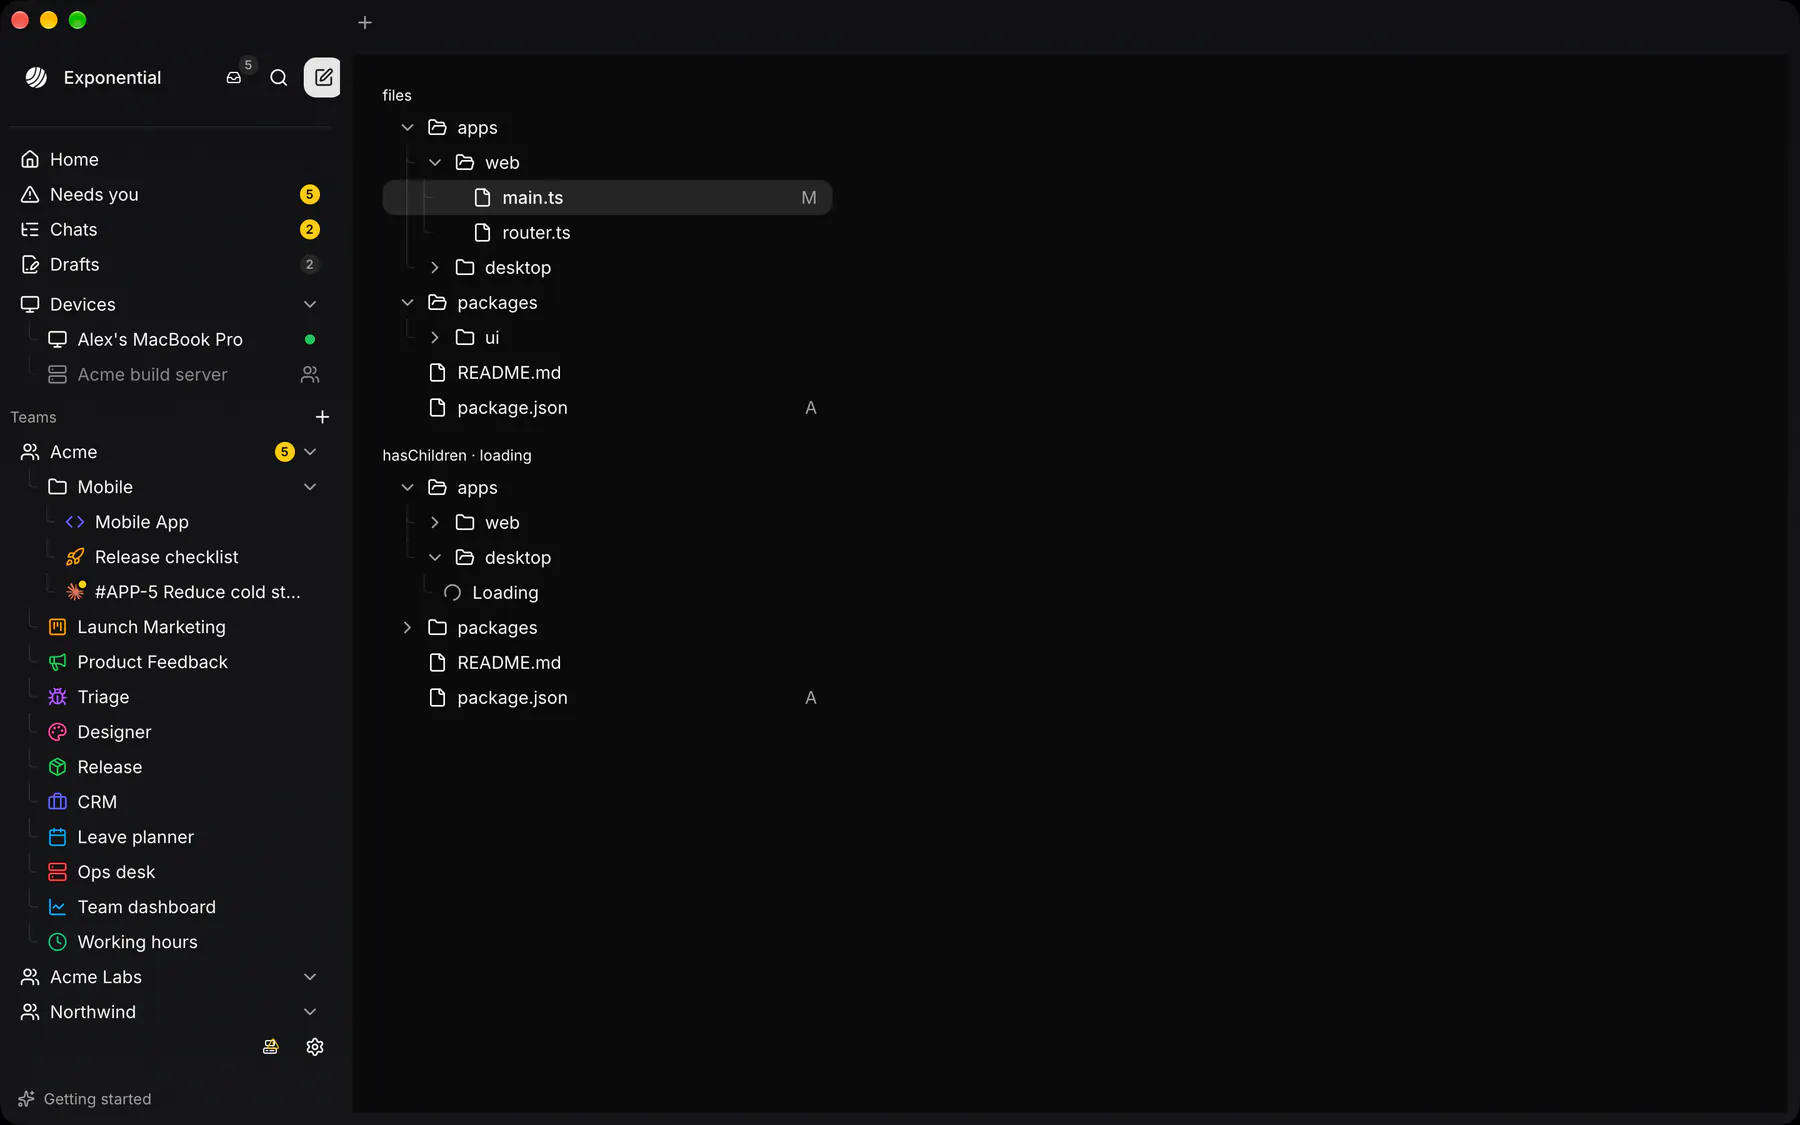 Exponential
5
Home
Needs you 5
Chats 2
Drafts 2
Devices
Alex's MacBook Pro
Acme build server
Teams
Acme 5
Mobile
Mobile App
Release checklist
#APP-5 Reduce cold st...
Launch Marketing
Product Feedback
Triage
Designer
Release
CRM
Leave planner
Ops desk
Team dashboard
Working hours
Acme Labs
Northwind
Getting started
files
apps
web
main.ts M
router.ts
desktop
packages
ui
README.md
package.json A
hasChildren · loading
apps
web
desktop
Loading
packages
README.md
package.json A